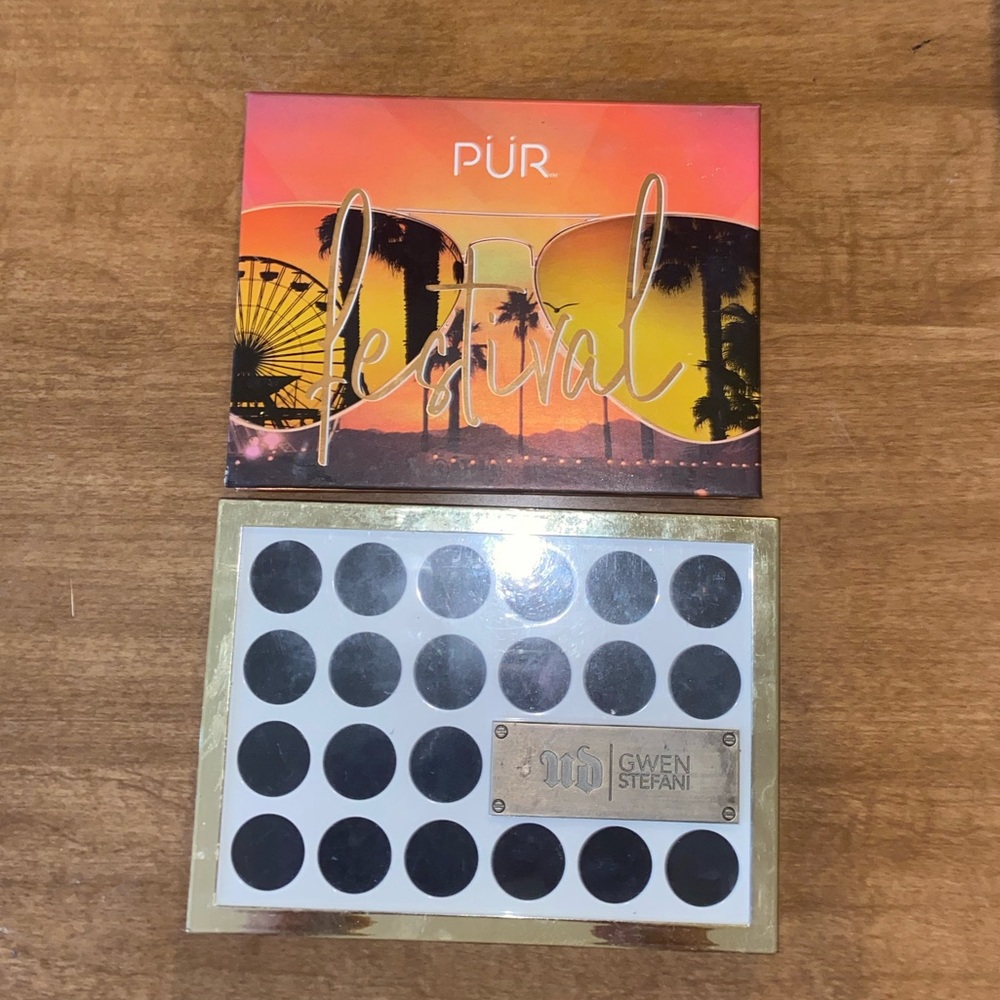 PÜR
festival
UD
GWEN
STEFANI